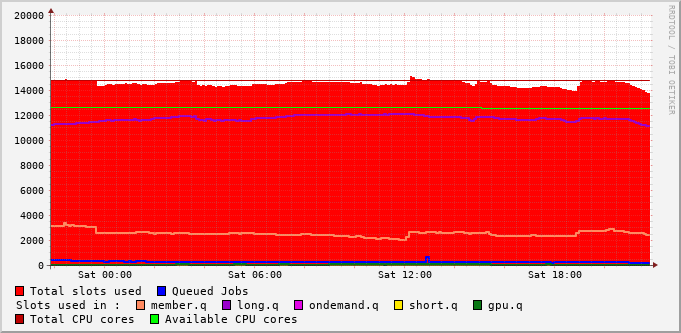 RRDTOOL / TOBI OETIKER
20000
18000
16000
14000
12000
10000
8000
6000
4000
2000
0
Sat 00:00 Sat 06:00 Sat 12:00 Sat 18:00
Total slots used Queued Jobs
Slots used in : member.q long.q ondemand.q short.q gpu.q
Total CPU cores Available CPU cores